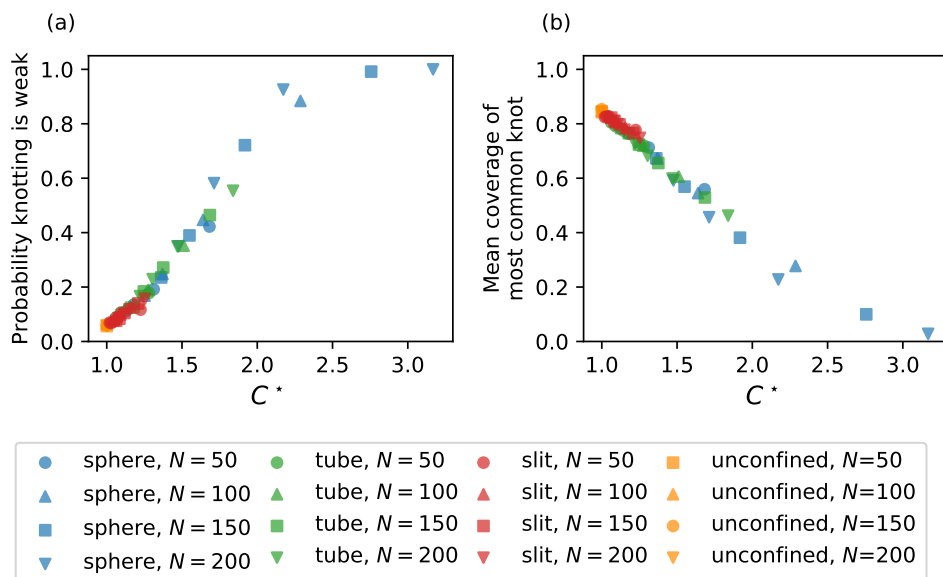 (a)
(b)
Probability knotting is weak
1.0
0.8
0.6
0.4
0.2
0.0
1.0 1.5 2.0 2.5 3.0
C⋆
Mean coverage of
most common knot
1.0
0.8
0.6
0.4
0.2
0.0
1.0 1.5 2.0 2.5 3.0
C⋆
sphere, N = 50 tube, N = 50 slit, N = 50 unconfined, N=50
sphere, N = 100 tube, N = 100 slit, N = 100 unconfined, N=100
sphere, N = 150 tube, N = 150 slit, N = 150 unconfined, N=150
sphere, N = 200 tube, N = 200 slit, N = 200 unconfined, N=200